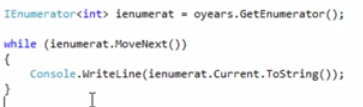 IEnumerator<int> ienumerat = oyears.GetEnumerator();
while (ienumerat.MoveNext())
{
Console.WriteLine(ienumerat.Current.ToString());
}